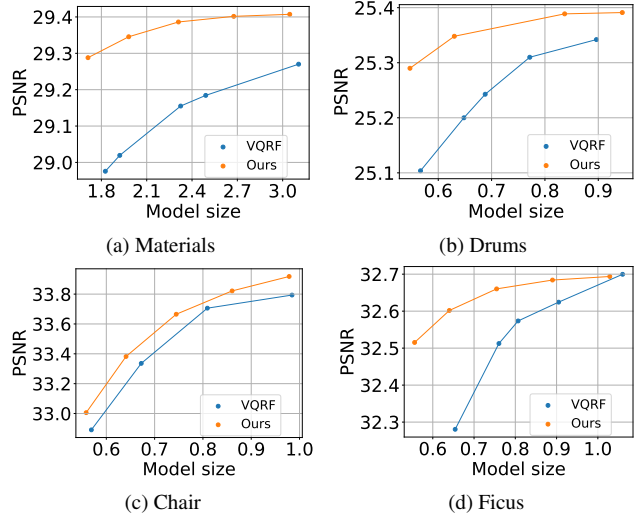 29.4
29.3
29.2
29.1
29.0
PSNR
1.8 2.1 2.4 2.7 3.0
Model size
VQRF
Ours
(a) Materials
25.4
25.3
25.2
25.1
PSNR
0.6 0.7 0.8 0.9
Model size
VQRF
Ours
(b) Drums
33.8
33.6
33.4
33.2
33.0
PSNR
0.6 0.7 0.8 0.9 1.0
Model size
VQRF
Ours
(c) Chair
32.7
32.6
32.5
32.4
32.3
PSNR
0.6 0.7 0.8 0.9 1.0
Model size
VQRF
Ours
(d) Ficus